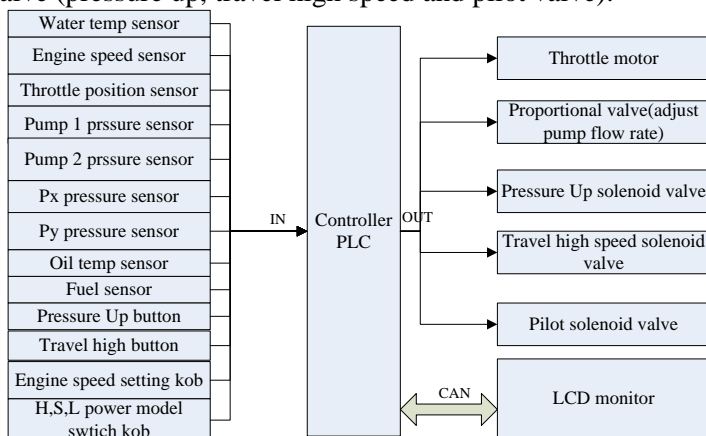 alve (pressure up, travel high speed and pilot valve).
Water temp sensor
Engine speed sensor
Throttle position sensor
Pump 1 prssure sensor
Pump 2 prssure sensor
Px pressure sensor
Py pressure sensor
Oil temp sensor
Fuel sensor
Pressure Up button
Travel high button
Engine speed setting kob
H,S,L power model
swtich kob
IN
Controller
PLC
OUT
CAN
Throttle motor
Proportional valve(adjust
pump flow rate)
Pressure Up solenoid valve
Travel high speed solenoid
valve
Pilot solenoid valve
LCD monitor